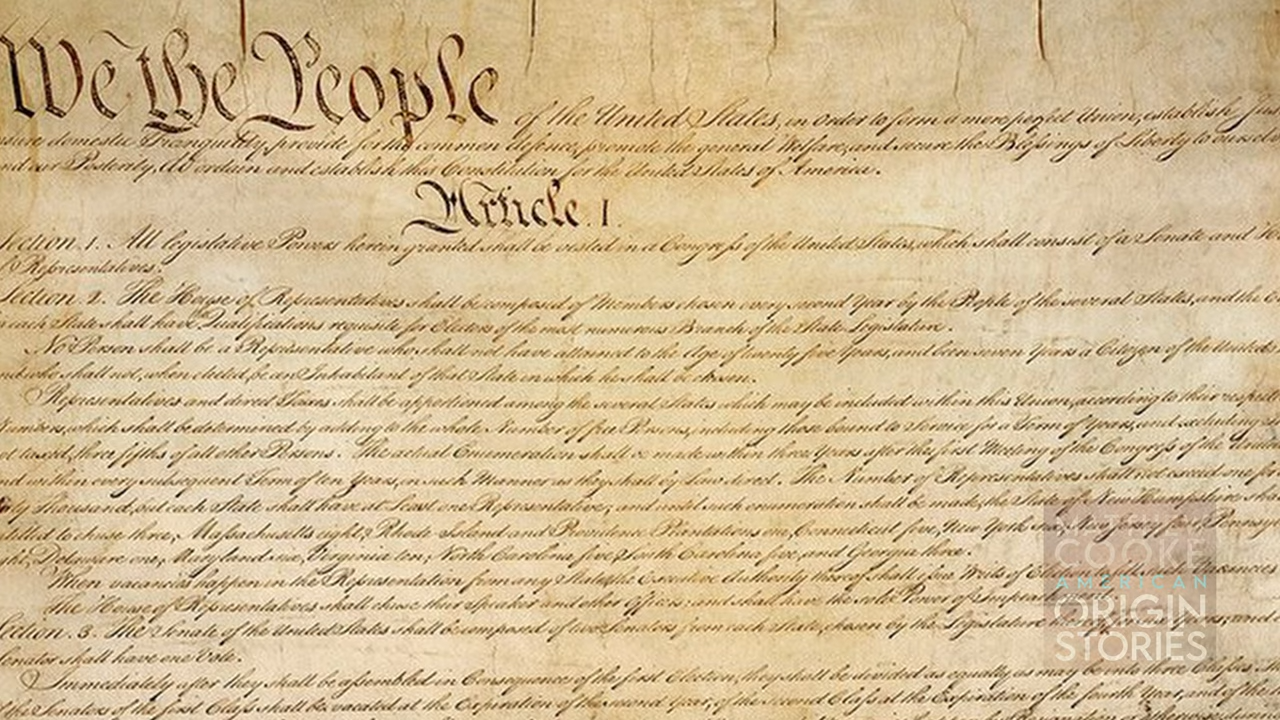 We the People of the United States, in Order to form a more perfect Union, establish Jus
nsure domestic Tranquility, provide for the common defence, promote the general Welfare, and secure the Blessings of Liberty to oursel
nd our Posterity, do ordain and establish this Constitution for the United States of America.
Article. I.
Section. 1. All legislative Powers herein granted shall be vested in a Congress of the United States, which shall consist of a Senate and
Representatives.
Section. 2. The House of Representatives shall be composed of Members chosen every second Year by the People of the several States, and the
each State shall have the Qualifications requisite for Electors of the most numerous Branch of the State Legislature.
No Person shall be a Representative who shall not have attained to the Age of twenty five Years, and been seven Years a Citizen of the United
and who shall not, when elected, be an Inhabitant of that State in which he shall be chosen.
Representatives and direct Taxes shall be apportioned among the several States which may be included within this Union, according to their respect
Numbers, which shall be determined by adding to the whole Number of free Persons, including those bound to Service for a Term of Years, and excluding
ot taxed, three fifths of all other Persons. The actual Enumeration shall be made within three Years after the first Meeting of the Congress of the United
d within every subsequent Term of ten Years, in such Manner as they shall by Law direct. The Number of Representatives shall not exceed one for
ty Thousand, but each State shall have at Least one Representative; and until such enumeration shall be made, the State of New Hampshire shal
titled to chuse three, Massachusetts eight, Rhode Island and Providence Plantations one, Connecticut five, New York six, New Jersey four, Pennsyl
ht, Delaware one, Maryland six, Virginia ten, North Carolina five, South Carolina five, and Georgia three.
When vacancies happen in the Representation from any State, the Executive Authority thereof shall issue Writs of Election to fill such Vacancies
The House of Representatives shall chuse their Speaker and other Officers; and shall have the sole Power of Impeachment.
Section. 3. The Senate of the United States shall be composed of two Senators from each State, chosen by the Legislature thereof, for six Years; and
Senator shall have one Vote.
Immediately after they shall be assembled in Consequence of the first Election, they shall be divided as equally as may be into three Classes.
of the Senators of the first Class shall be vacated at the Expiration of the second Year, of the second Class at the Expiration of the fourth Year, and of the
COOKE
AMERICAN
ORIGIN
STORIES